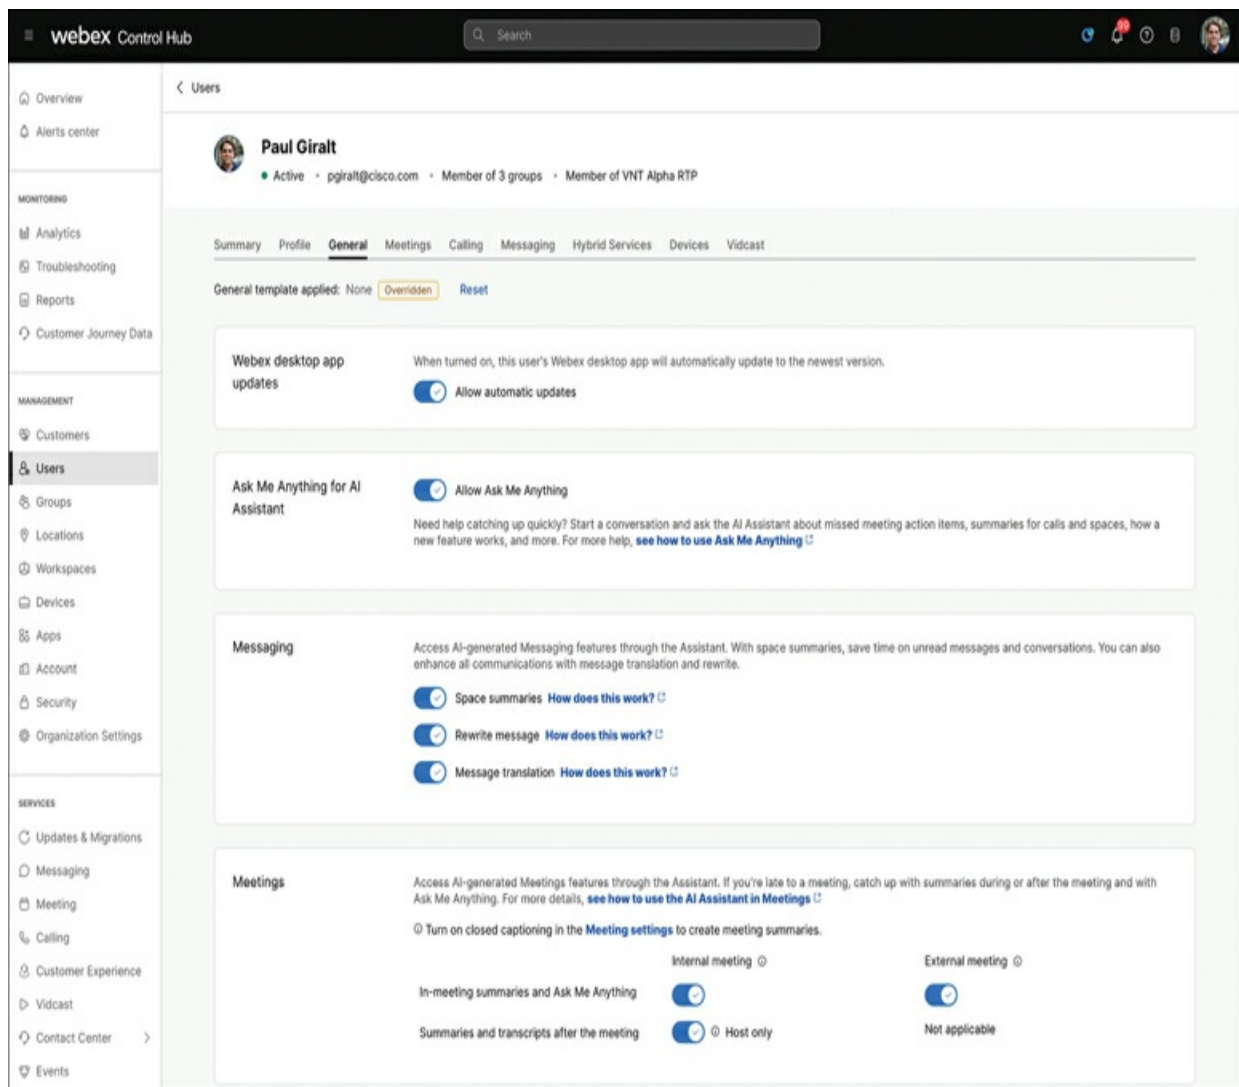 webex Control Hub
Search
99
Overview
Alerts center
MONITORING
Analytics
Troubleshooting
Reports
Customer Journey Data
MANAGEMENT
Customers
Users
Groups
Locations
Workspaces
Devices
Apps
Account
Security
Organization Settings
SERVICES
Updates & Migrations
Messaging
Meeting
Calling
Customer Experience
Vidcast
Contact Center
Events
Users
Paul Giralt
Active • pgiralt@cisco.com • Member of 3 groups • Member of VNT Alpha RTP
Summary Profile General Meetings Calling Messaging Hybrid Services Devices Vidcast
General template applied: None Overridden Reset
Webex desktop app
updates
When turned on, this user's Webex desktop app will automatically update to the newest version.
Allow automatic updates
Ask Me Anything for AI
Assistant
Allow Ask Me Anything
Need help catching up quickly? Start a conversation and ask the AI Assistant about missed meeting action items, summaries for calls and spaces, how a
new feature works, and more. For more help, see how to use Ask Me Anything
Messaging
Access AI-generated Messaging features through the Assistant. With space summaries, save time on unread messages and conversations. You can also
enhance all communications with message translation and rewrite.
Space summaries How does this work?
Rewrite message How does this work?
Message translation How does this work?
Meetings
Access AI-generated Meetings features through the Assistant. If you're late to a meeting, catch up with summaries during or after the meeting and with
Ask Me Anything. For more details, see how to use the AI Assistant in Meetings
Turn on closed captioning in the Meeting settings to create meeting summaries.
Internal meeting External meeting
In-meeting summaries and Ask Me Anything
Summaries and transcripts after the meeting Host only Not applicable